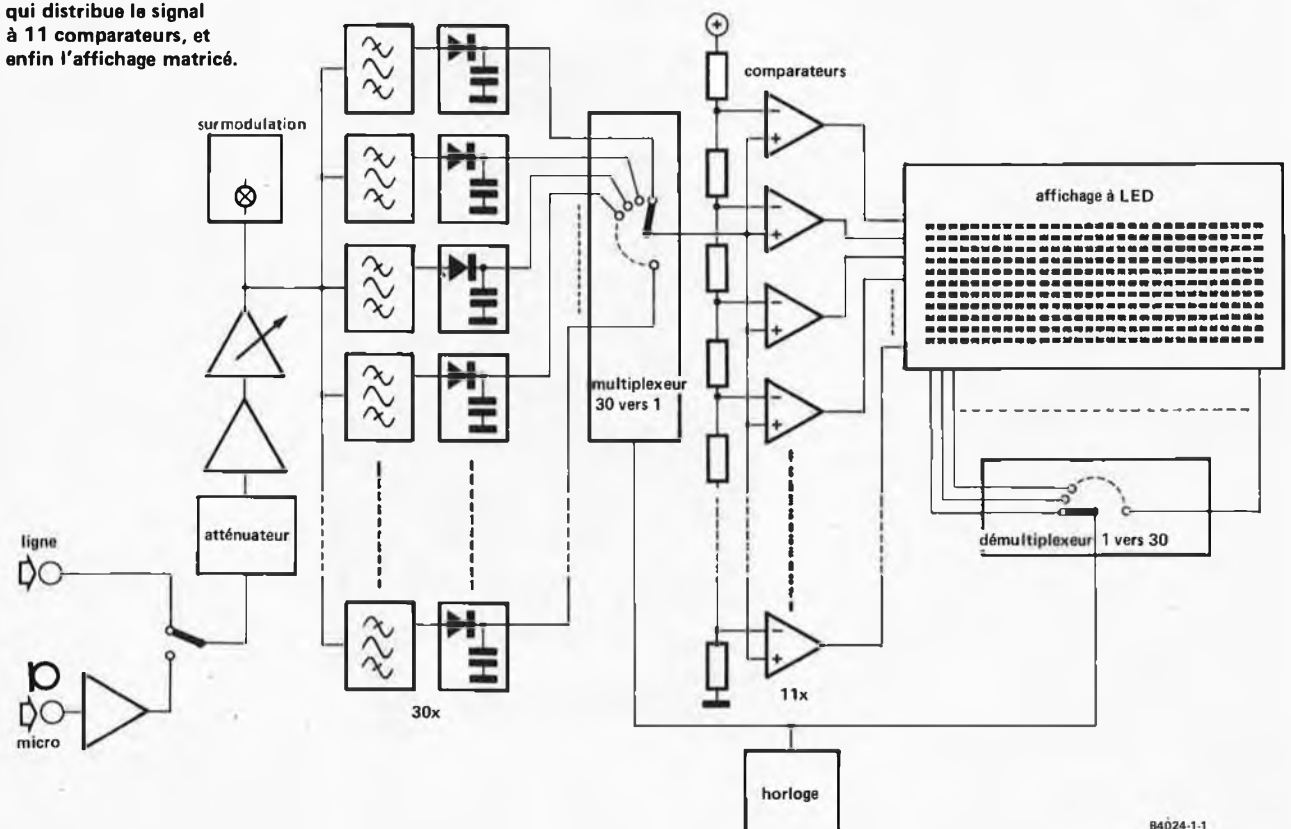 qui distribue le signal
à 11 comparateurs, et
enfin l'affichage matricé.
surmodulation
atténuateur
ligne
micro
30x
multiplexeur
30 vers 1
comparateurs
11x
affichage à LED
démultiplexeur 1 vers 30
horloge
84024-1-1